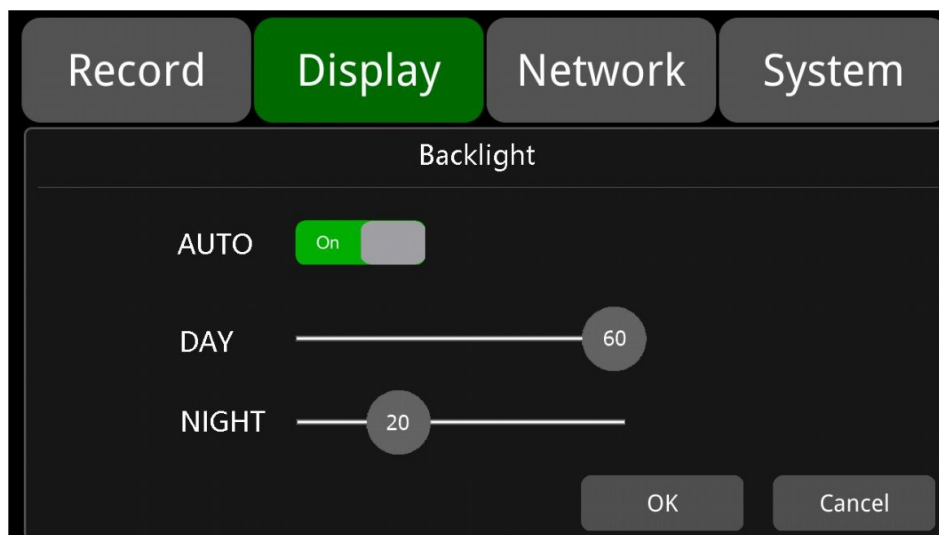 Record Display Network System
Backlight
AUTO On
DAY 60
NIGHT 20
OK Cancel